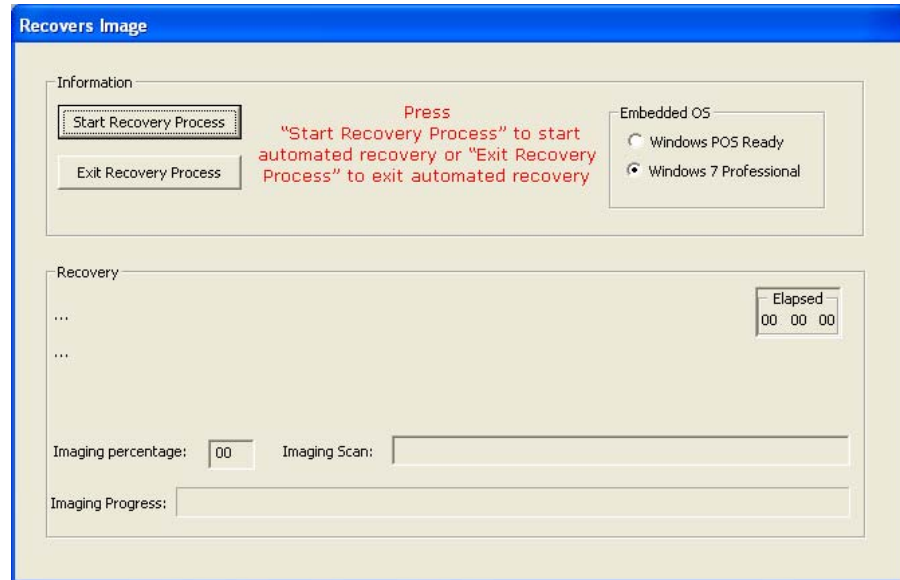 Recovers Image
Information
Start Recovery Process
Exit Recovery Process
Press
“Start Recovery Process” to start
automated recovery or “Exit Recovery
Process” to exit automated recovery
Embedded OS
Windows POS Ready
Windows 7 Professional
Recovery
...
...
Elapsed
00 00 00
Imaging percentage: 00 Imaging Scan:
Imaging Progress: